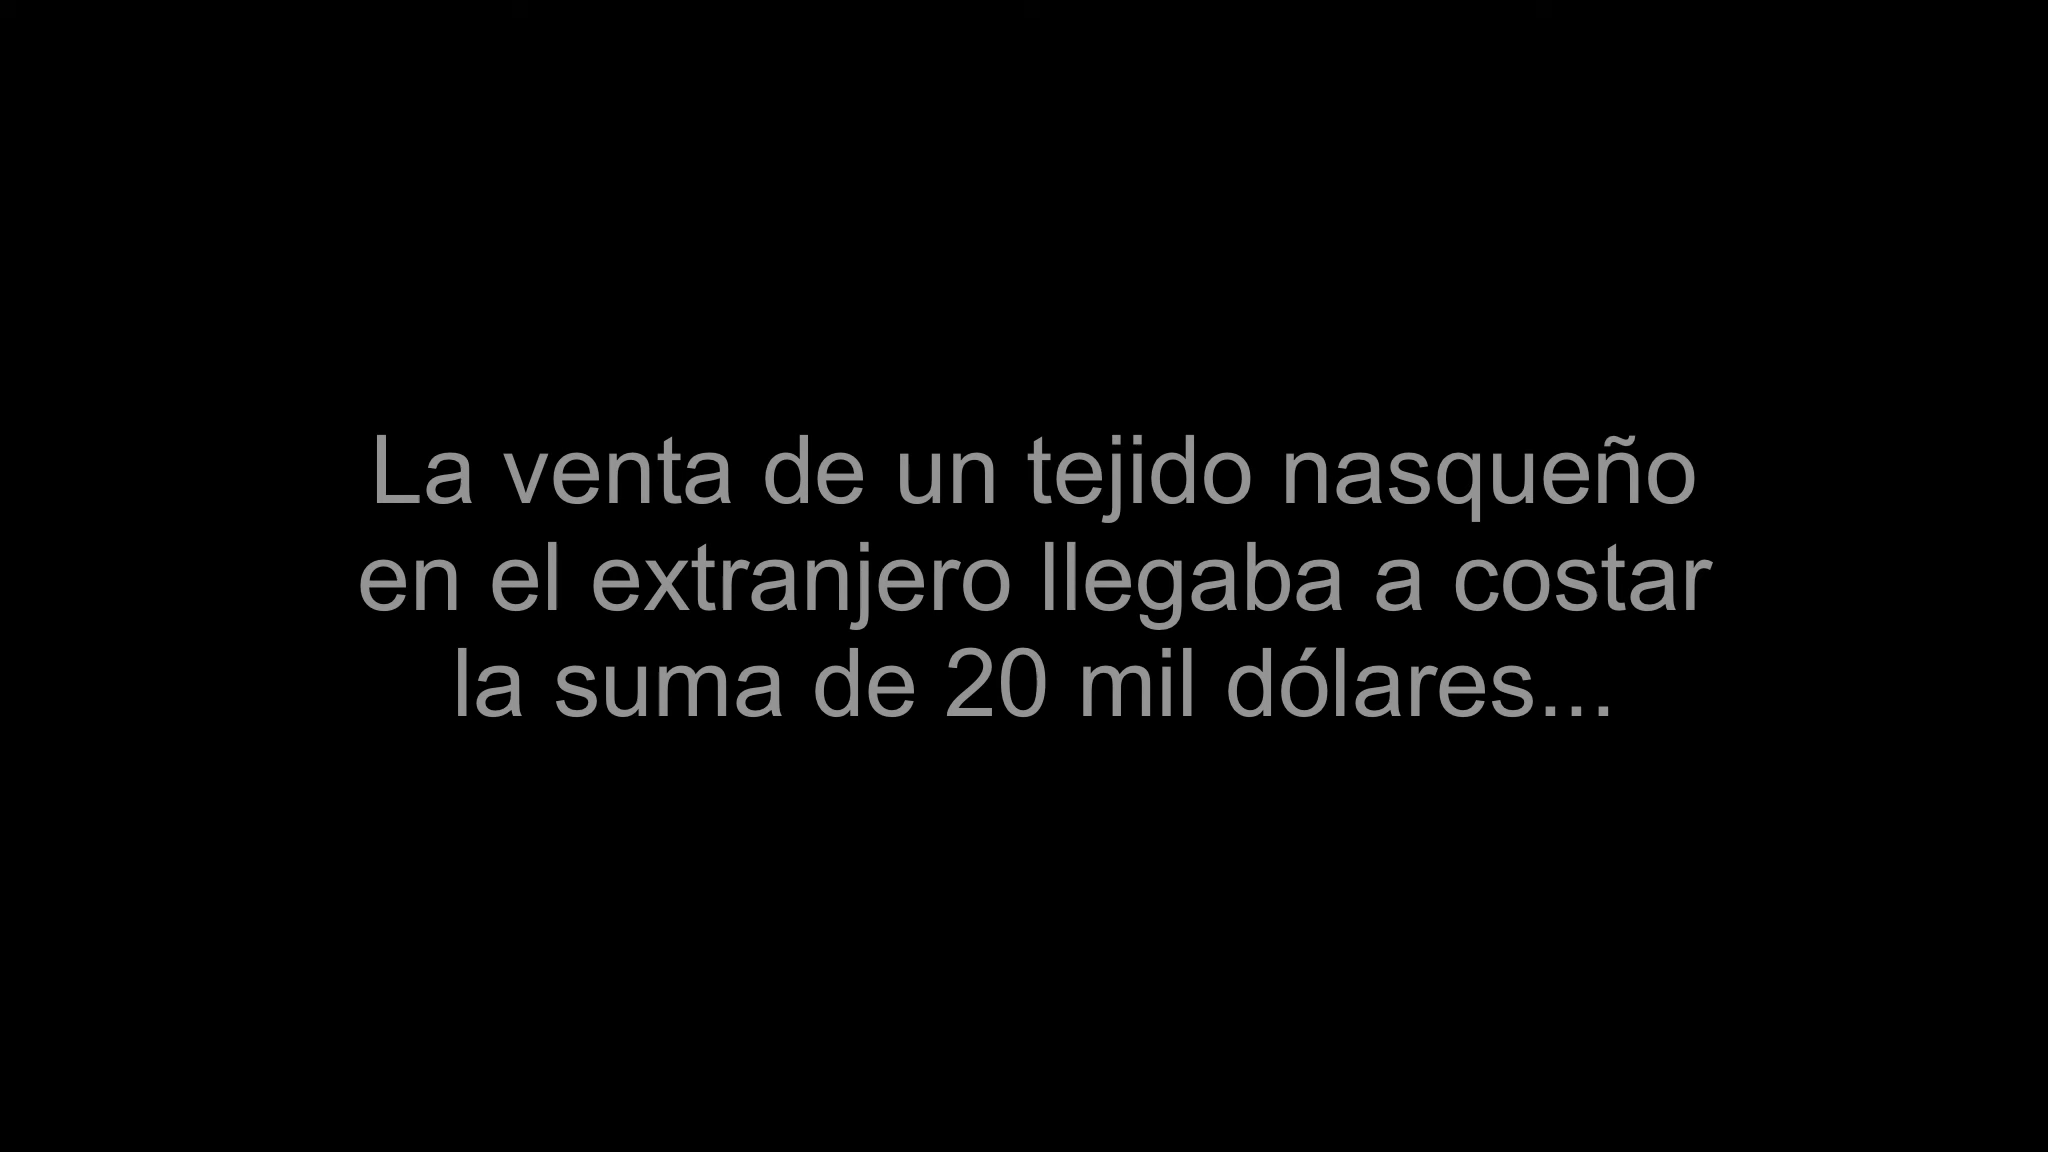 La venta de un tejido nasqueño
en el extranjero llegaba a costar
la suma de 20 mil dólares...